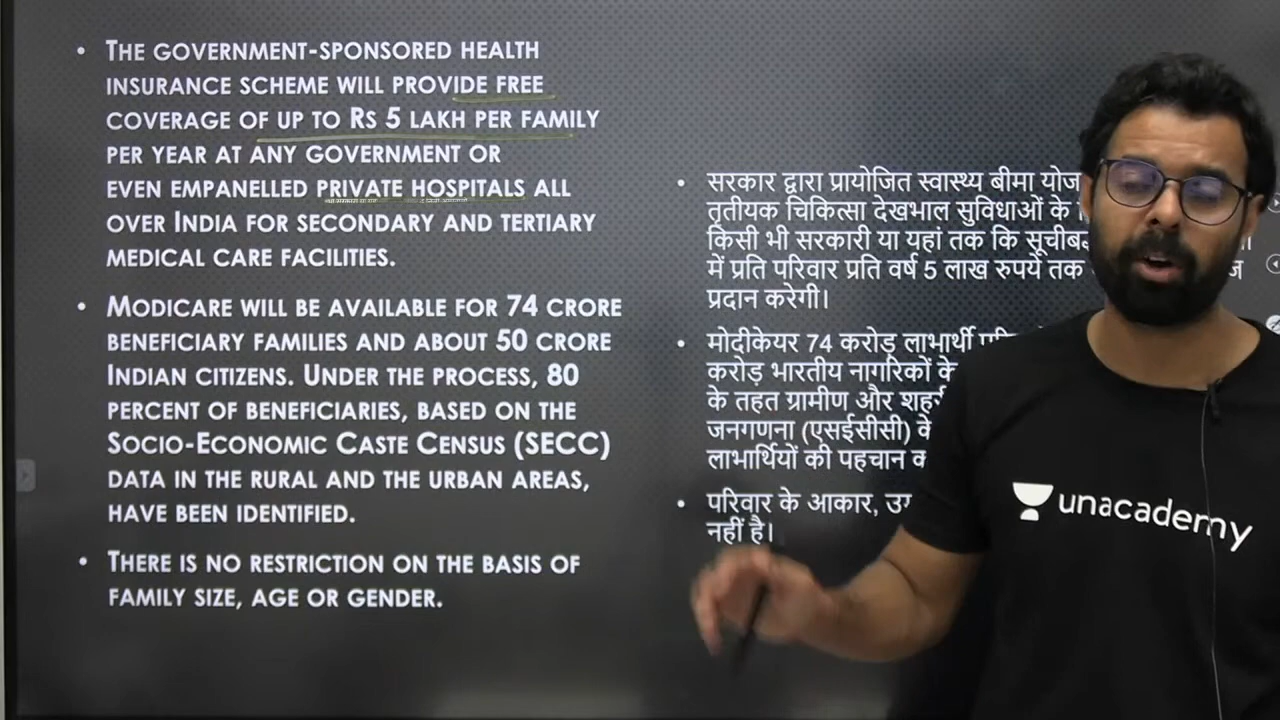 • THE GOVERNMENT-SPONSORED HEALTH
INSURANCE SCHEME WILL PROVIDE FREE
COVERAGE OF UP TO RS 5 LAKH PER FAMILY
PER YEAR AT ANY GOVERNMENT OR
EVEN EMPANELLED PRIVATE HOSPITALS ALL
OVER INDIA FOR SECONDARY AND TERTIARY
MEDICAL CARE FACILITIES.
• MODICARE WILL BE AVAILABLE FOR 74 CRORE
BENEFICIARY FAMILIES AND ABOUT 50 CRORE
INDIAN CITIZENS. UNDER THE PROCESS, 80
PERCENT OF BENEFICIARIES, BASED ON THE
SOCIO-ECONOMIC CASTE CENSUS (SECC)
DATA IN THE RURAL AND THE URBAN AREAS,
HAVE BEEN IDENTIFIED.
• THERE IS NO RESTRICTION ON THE BASIS OF
FAMILY SIZE, AGE OR GENDER.
• सरकार द्वारा प्रायोजित स्वास्थ्य बीमा
तृतीयक चिकित्सा देखभाल सुविधाओं के
किसी भी सरकारी या यहां तक कि
में प्रति परिवार प्रति वर्ष 5 लाख रुपये तक
प्रदान करेगी।
• मोदीकेयर 74 करोड़ लाभार्थी
करोड़ भारतीय नागरिकों के
के तहत ग्रामीण और
जनगणना (एसईसीसी)
लाभार्थियों की पहचान
• परिवार के आकार,
नहीं है।
unacademy